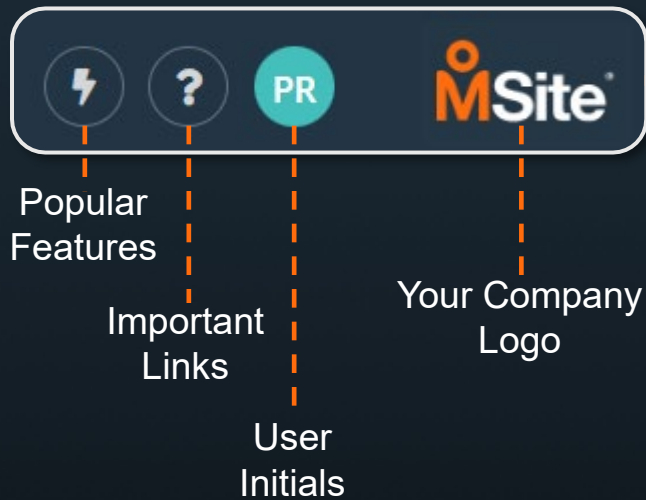 ?
PR
MSite
Popular
Features
Important
Links
User
Initials
Your Company
Logo